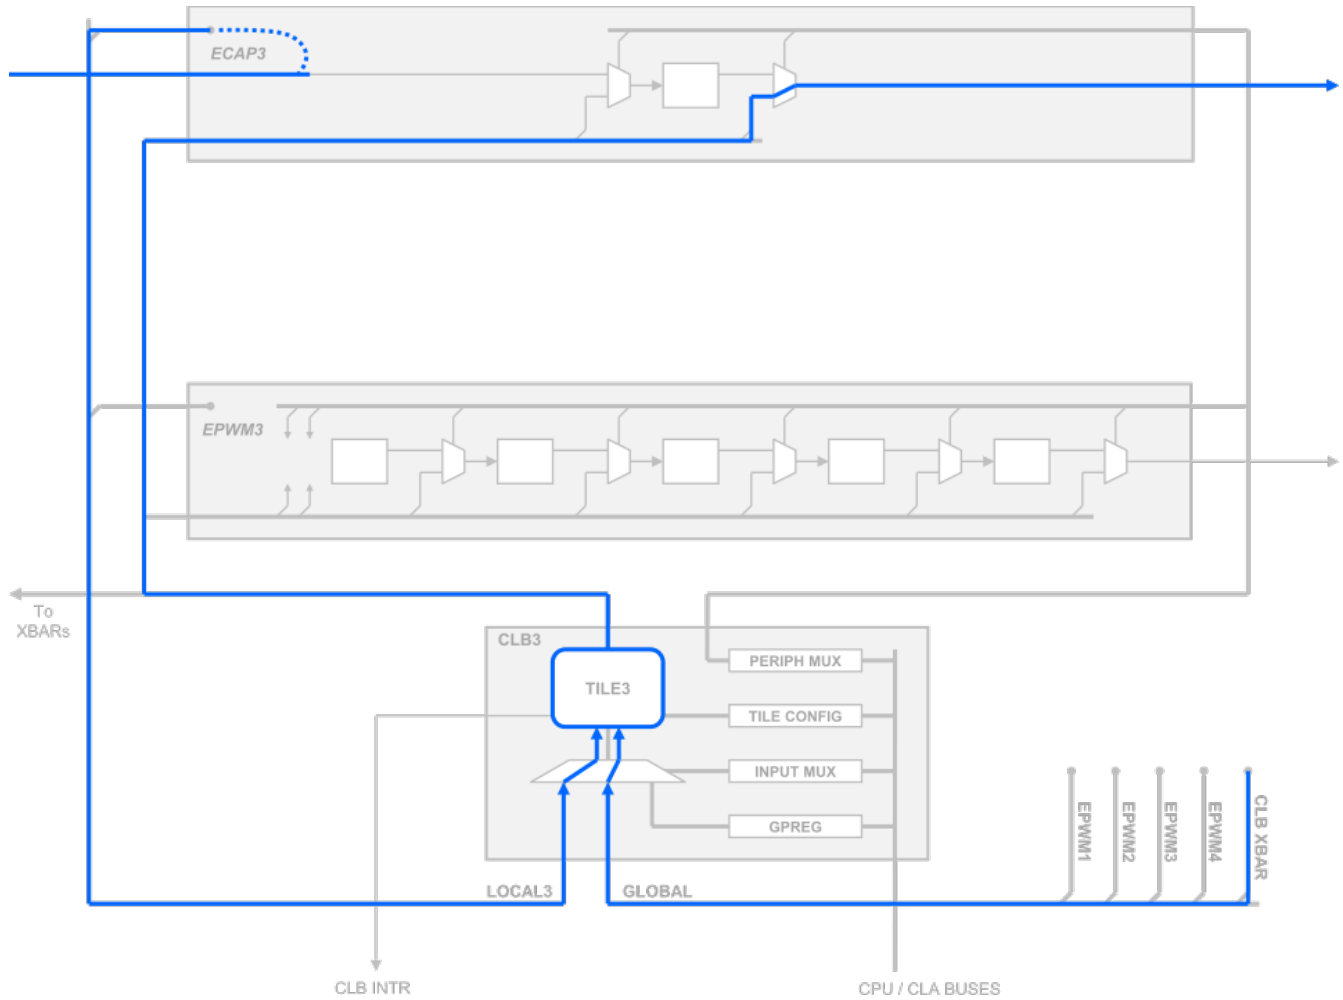 ECAP3
EPWM3
To
XBARs
CLB3
PERIPH MUX
TILE3
TILE CONFIG
INPUT MUX
GPREG
EPWM1
EPWM2
EPWM3
EPWM4
CLB XBAR
LOCAL3
GLOBAL
CLB INTR
CPU / CLA BUSES